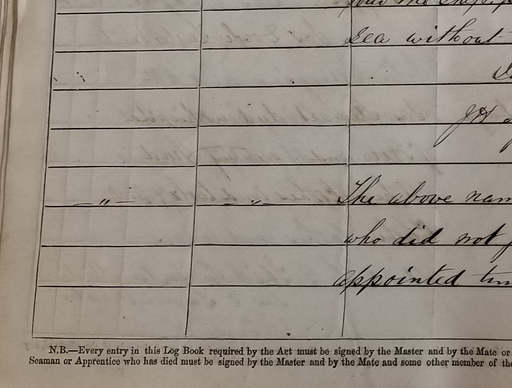 Sea without
— " — "
The above nam
who did not
appointed
N.B.—Every entry in this Log Book required by the Act must be signed by the Master and by the Mate or
Seaman or Apprentice who has died must be signed by the Master and by the Mate and some other member of the